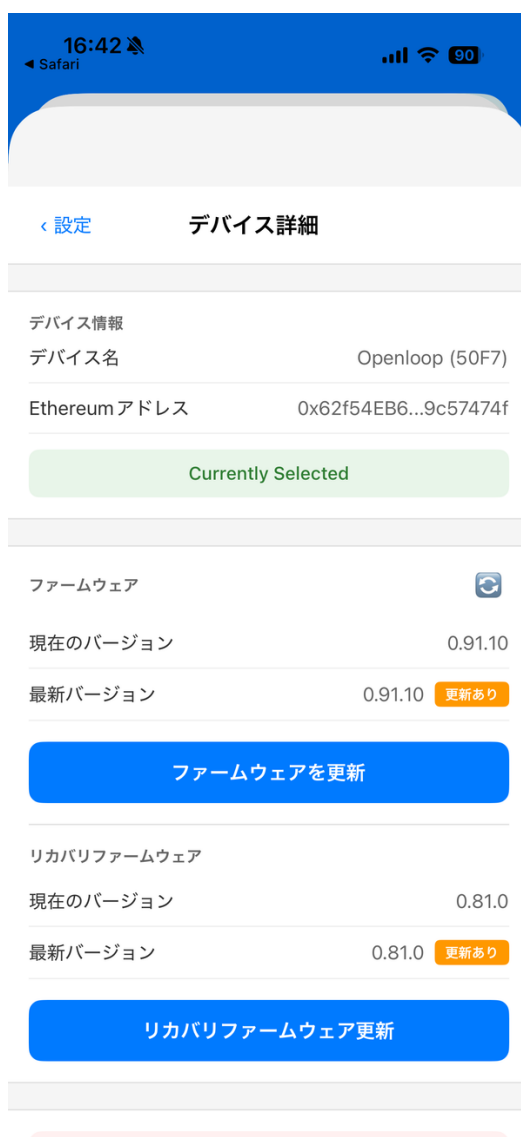 16:42
◀ Safari
90
‹ 設定
デバイス詳細
デバイス情報
デバイス名 Openloop (50F7)
Ethereumアドレス 0x62f54EB6...9c57474f
Currently Selected
ファームウェア
現在のバージョン 0.91.10
最新バージョン 0.91.10 更新あり
ファームウェアを更新
リカバリファームウェア
現在のバージョン 0.81.0
最新バージョン 0.81.0 更新あり
リカバリファームウェア更新